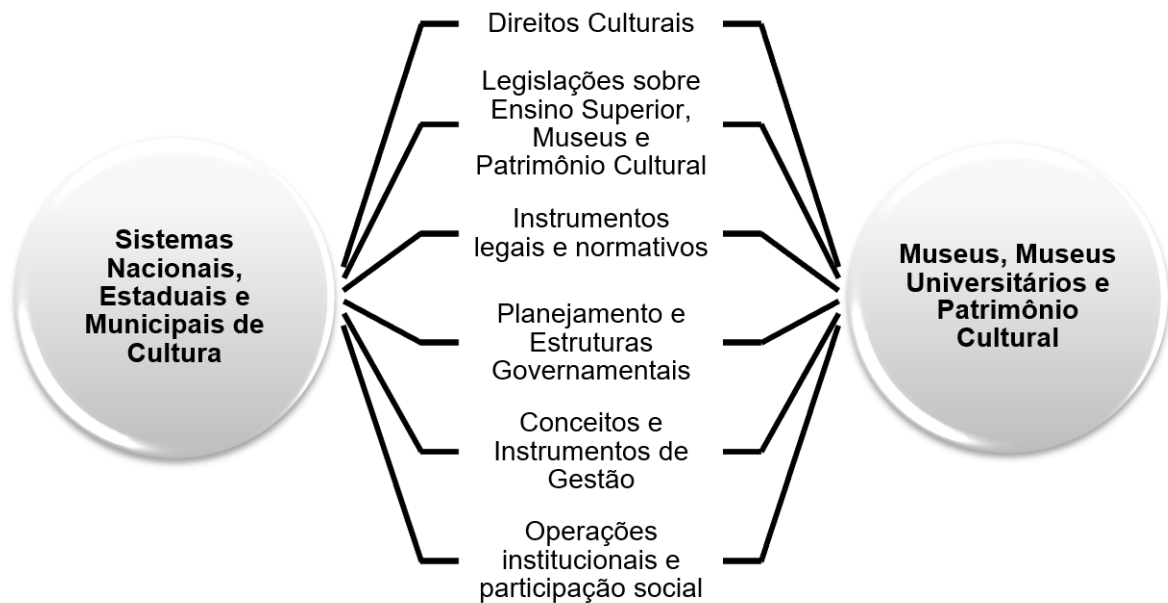 Sistemas
Nacionais,
Estaduais e
Municipais de
Cultura
Direitos Culturais
Legislações sobre
Ensino Superior,
Museus e
Patrimônio Cultural
Instrumentos
legais e normativos
Planejamento e
Estruturas
Governamentais
Conceitos e
Instrumentos de
Gestão
Operações
institucionais e
participação social
Museus, Museus
Universitários e
Patrimônio
Cultural